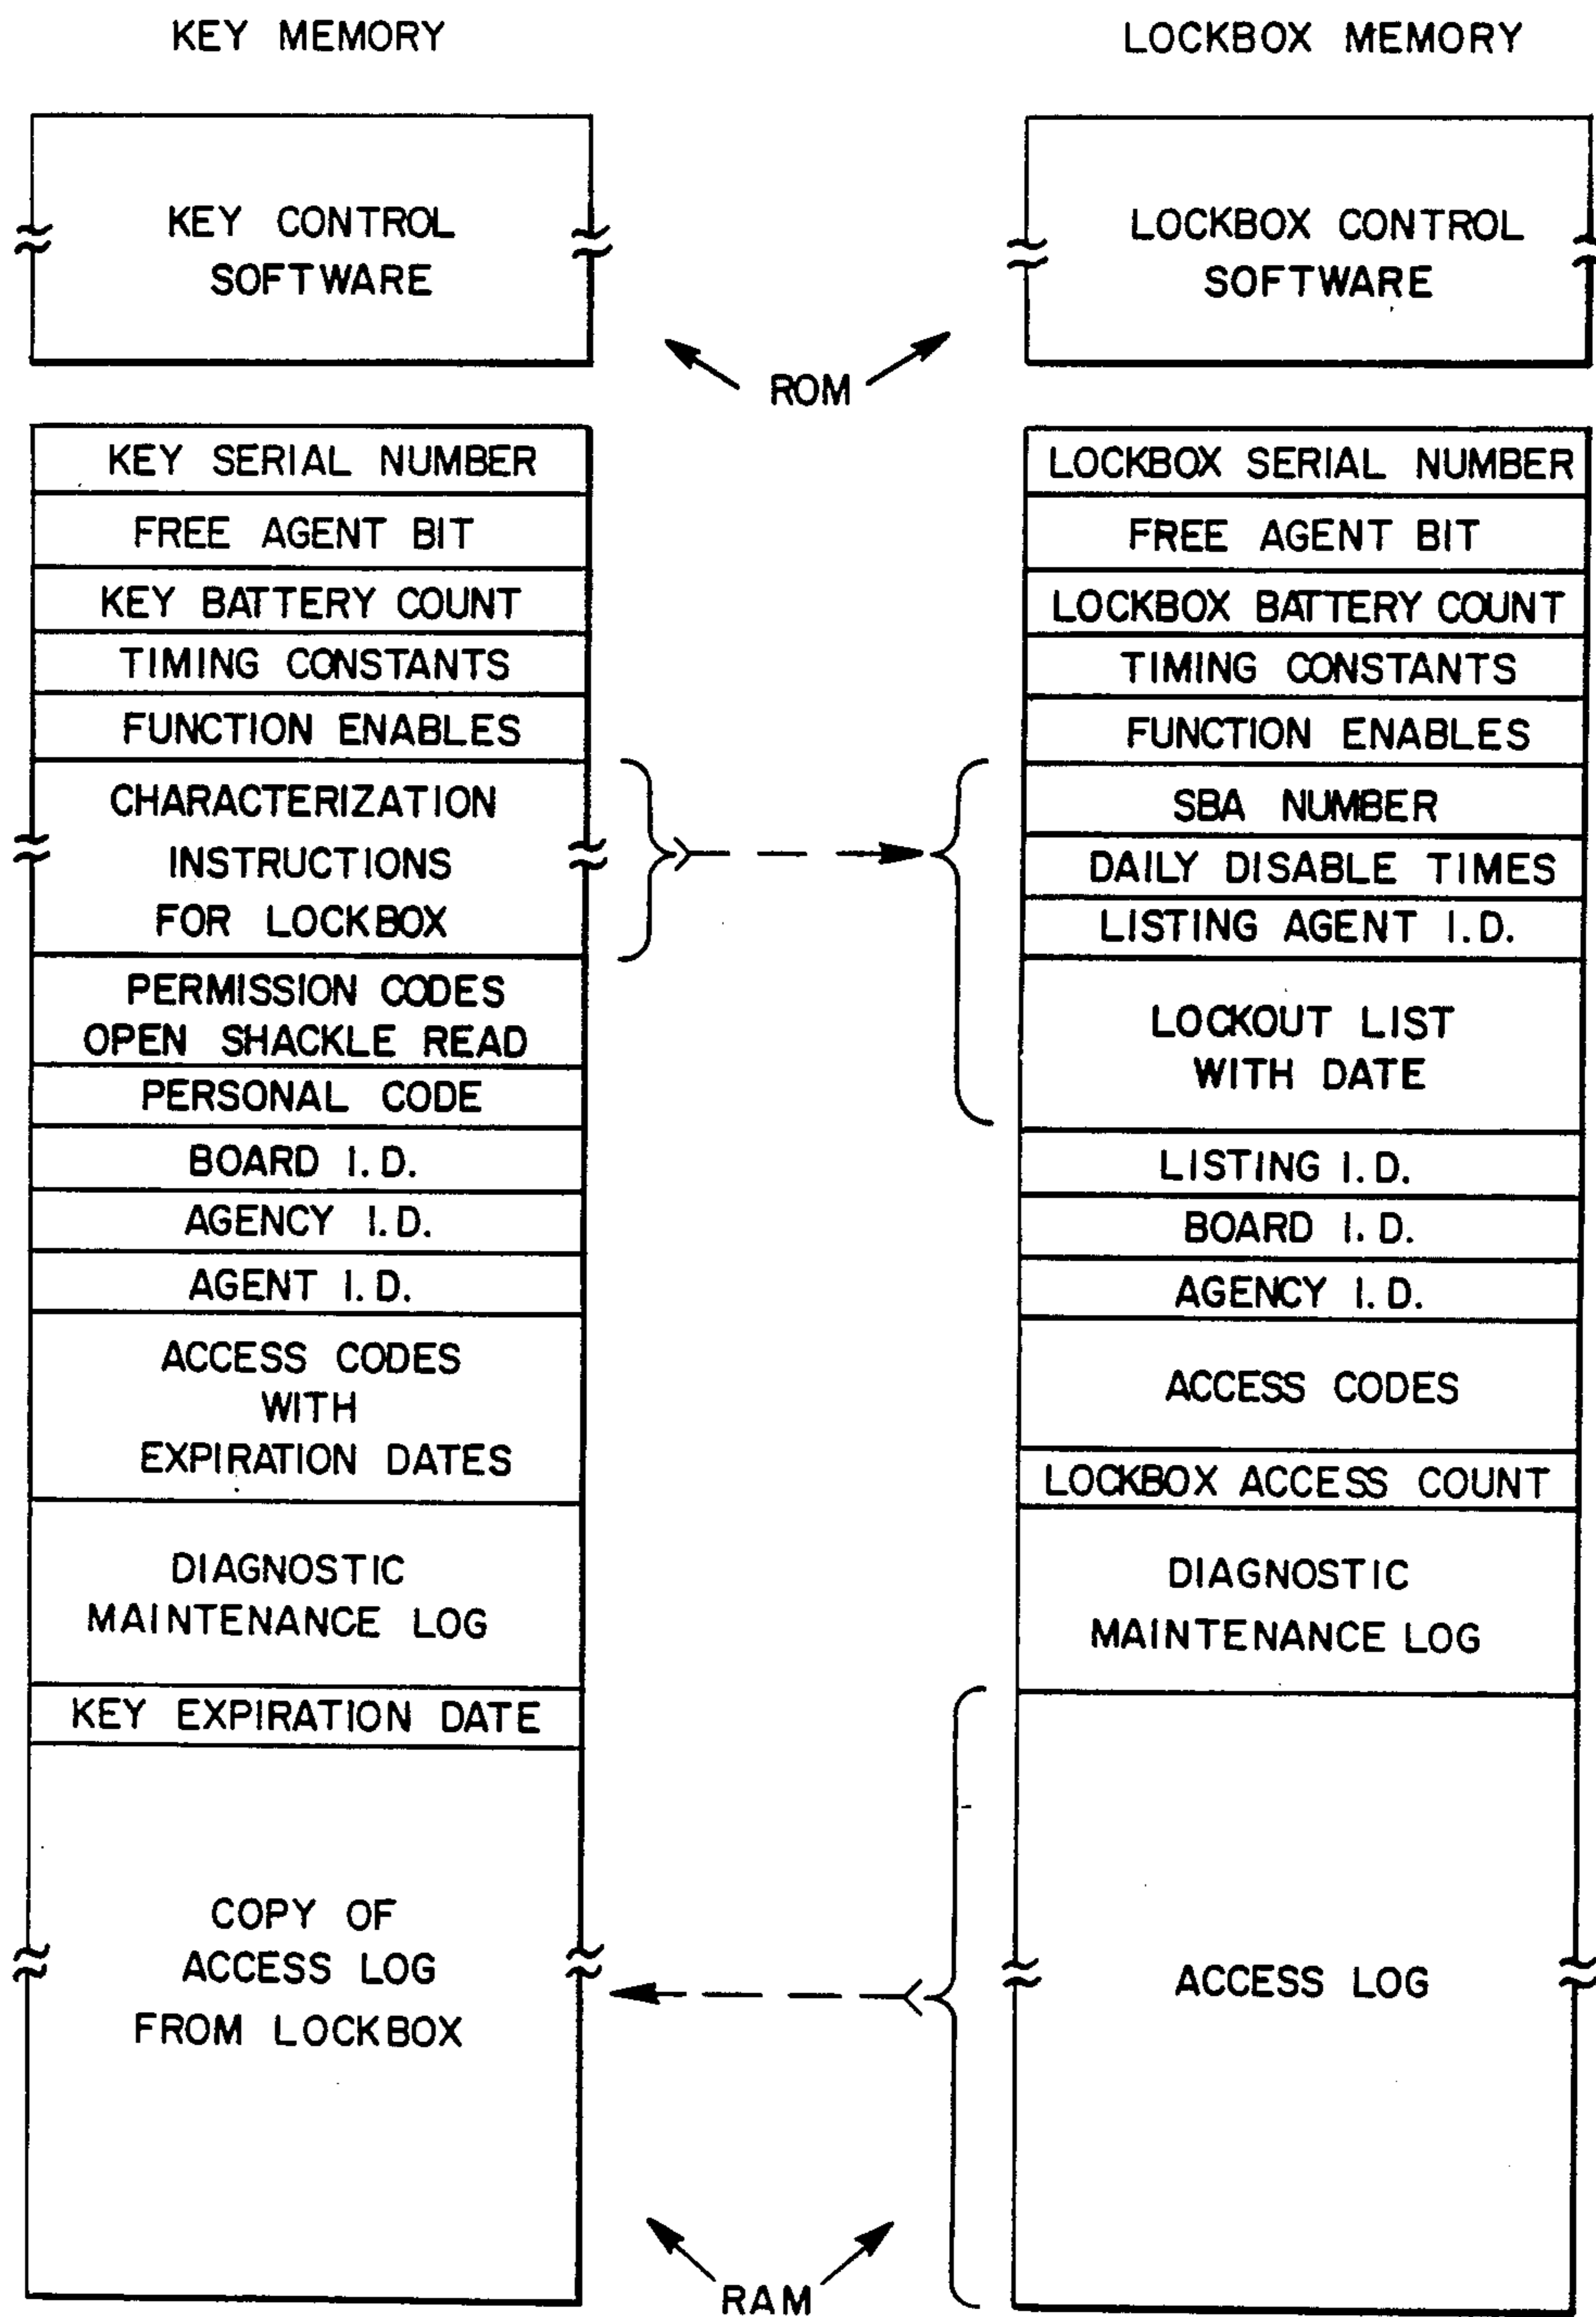 KEY MEMORY
KEY CONTROL
SOFTWARE
ROM
KEY SERIAL NUMBER
FREE AGENT BIT
KEY BATTERY COUNT
TIMING CONSTANTS
FUNCTION ENABLES
CHARACTERIZATION
INSTRUCTIONS
FOR LOCKBOX
PERMISSION CODES
OPEN SHACKLE READ
PERSONAL CODE
BOARD I.D.
AGENCY I.D.
AGENT I.D.
ACCESS CODES
WITH
EXPIRATION DATES
DIAGNOSTIC
MAINTENANCE LOG
KEY EXPIRATION DATE
COPY OF
ACCESS LOG
FROM LOCKBOX
RAM
LOCKBOX MEMORY
LOCKBOX CONTROL
SOFTWARE
LOCKBOX SERIAL NUMBER
FREE AGENT BIT
LOCKBOX BATTERY COUNT
TIMING CONSTANTS
FUNCTION ENABLES
SBA NUMBER
DAILY DISABLE TIMES
LISTING AGENT I.D.
LOCKOUT LIST
WITH DATE
LISTING I.D.
BOARD I.D.
AGENCY I.D.
ACCESS CODES
LOCKBOX ACCESS COUNT
DIAGNOSTIC
MAINTENANCE LOG
ACCESS LOG